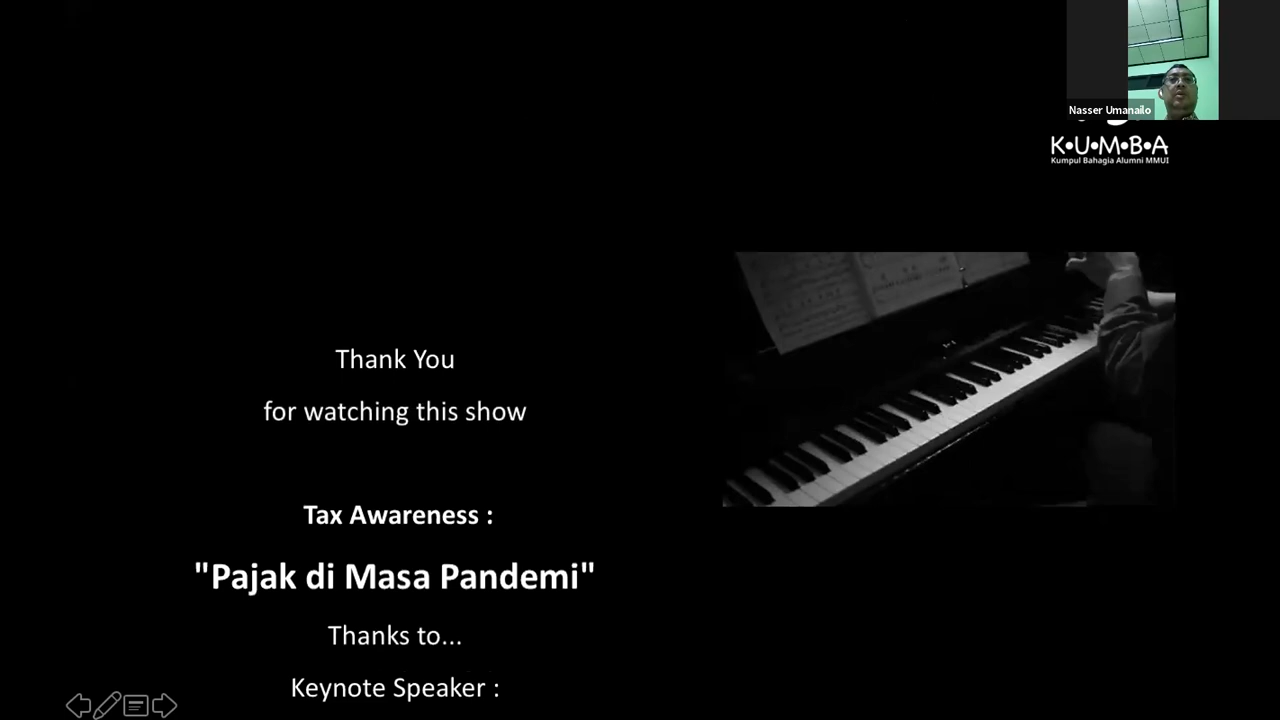 Nasser Umanailo
K•U•M•B•A
Kumpul Bahagia Alumni MMUI
Thank You
for watching this show
Tax Awareness :
"Pajak di Masa Pandemi"
Thanks to...
Keynote Speaker :